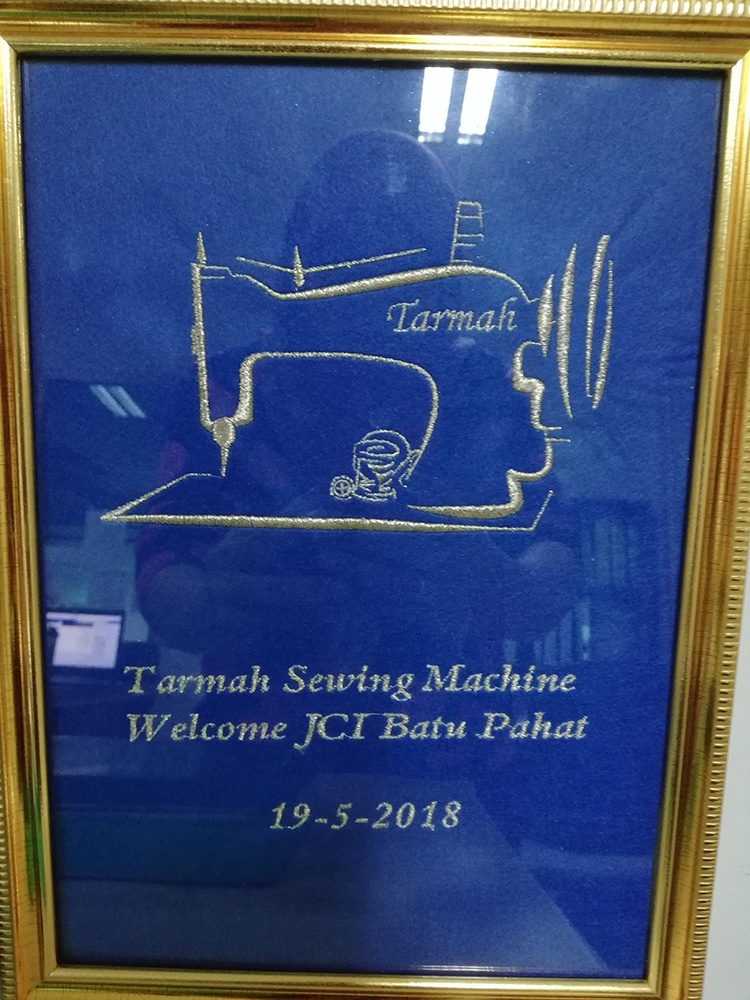 Tarmah
Tarmah Sewing Machine
Welcome JCI Batu Pahat
19-5-2018